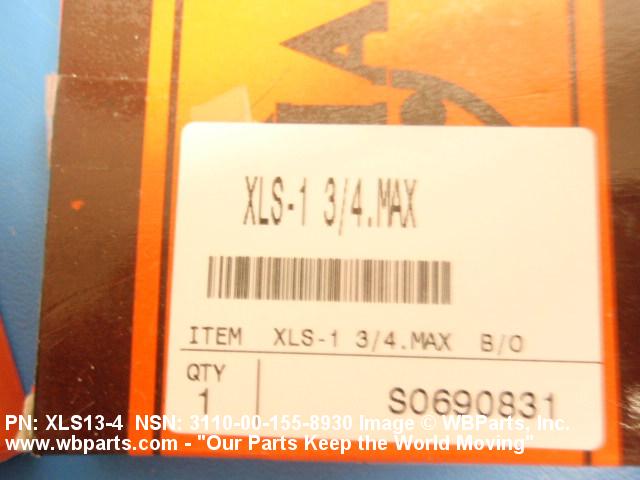 XLS-1 3/4.MAX
ITEM XLS-1 3/4.MAX B/O
QTY
1 S0690831
PN: XLS13-4 NSN: 3110-00-155-8930 Image © WBParts, Inc.
www.wbparts.com - "Our Parts Keep the World Moving"